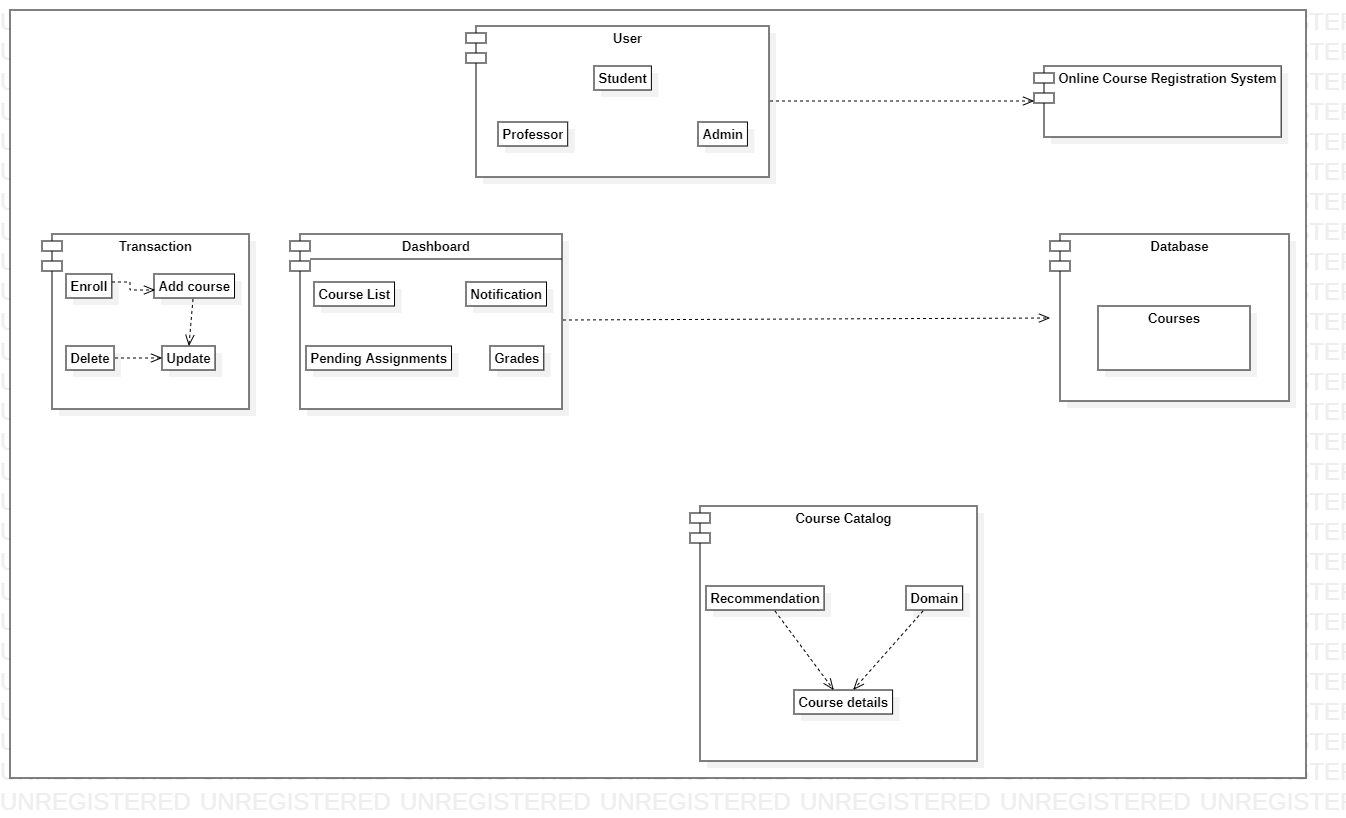 User
Student
Online Course Registration System
Professor
Admin
Transaction
Dashboard
Database
Enroll
Add course
Course List
Notification
Courses
Delete
Update
Pending Assignments
Grades
Course Catalog
Recommendation
Domain
Course details
UNREGISTERED UNREGISTERED UNREGISTERED UNREGISTERED UNREGISTERED UNREGISTERED